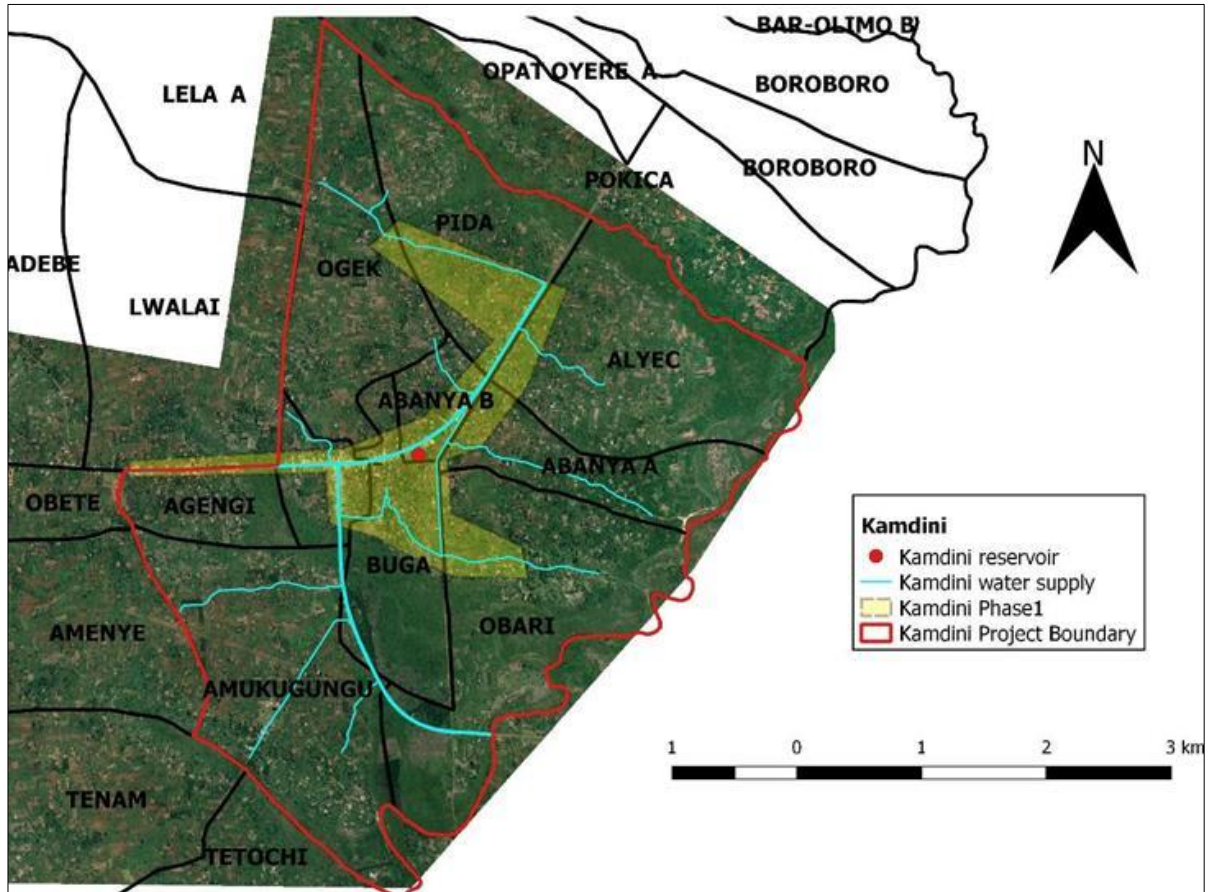 BAR-OLIMO B
OPAT OYERE A
LELA A
BOROBORO
N
BOROBORO
POKICA
PIDA
ADEBE
OGEK
LWALAI
ALYEC
ABANYA B
ABANYA A
OBETE
AGENGI
Kamdini
Kamdini reservoir
Kamdini water supply
Kamdini Phase1
Kamdini Project Boundary
BUGA
OBARI
AMENYE
AMUKUGUNGU
1 0 1 2 3 km
TENAM
TETOCHI